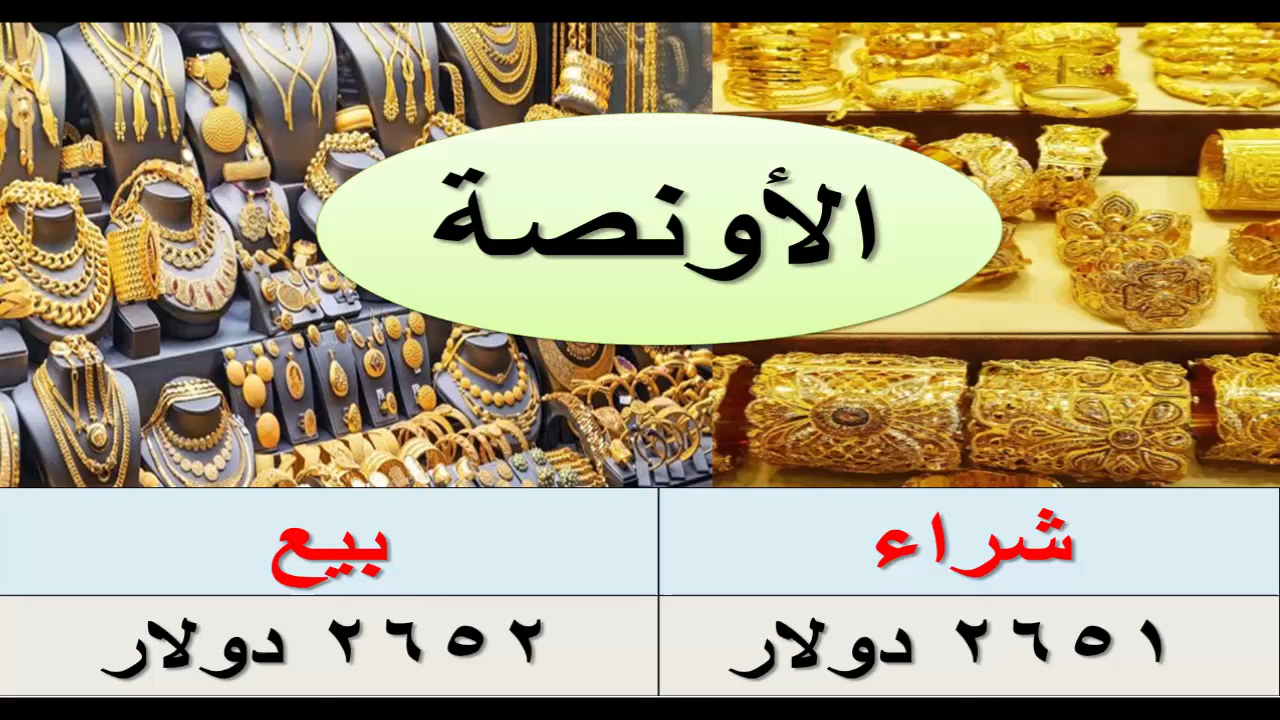 الأونصة
شراء
بيع
٢٦٥١ دولار
٢٦٥٢ دولار